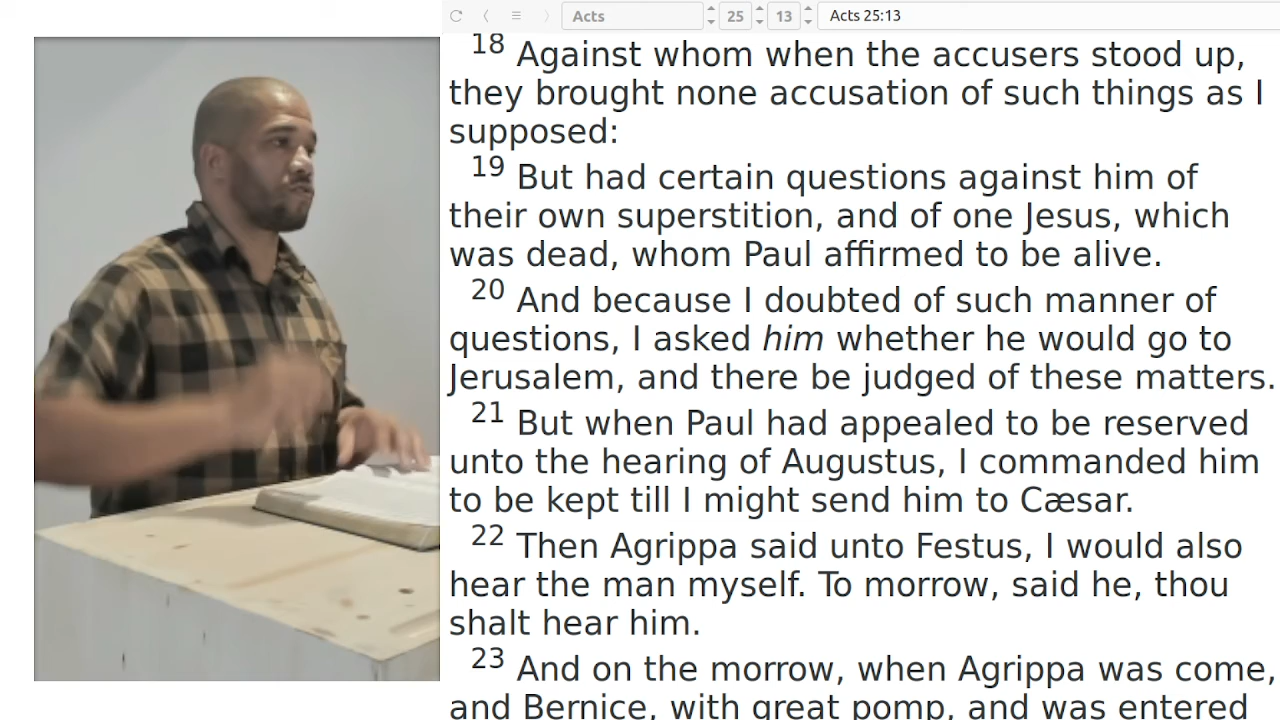 Acts 25 13 Acts 25:13
18 Against whom when the accusers stood up,
they brought none accusation of such things as I
supposed:
19 But had certain questions against him of
their own superstition, and of one Jesus, which
was dead, whom Paul affirmed to be alive.
20 And because I doubted of such manner of
questions, I asked him whether he would go to
Jerusalem, and there be judged of these matters.
21 But when Paul had appealed to be reserved
unto the hearing of Augustus, I commanded him
to be kept till I might send him to Cæsar.
22 Then Agrippa said unto Festus, I would also
hear the man myself. To morrow, said he, thou
shalt hear him.
23 And on the morrow, when Agrippa was come,
and Bernice, with great pomp, and was entered